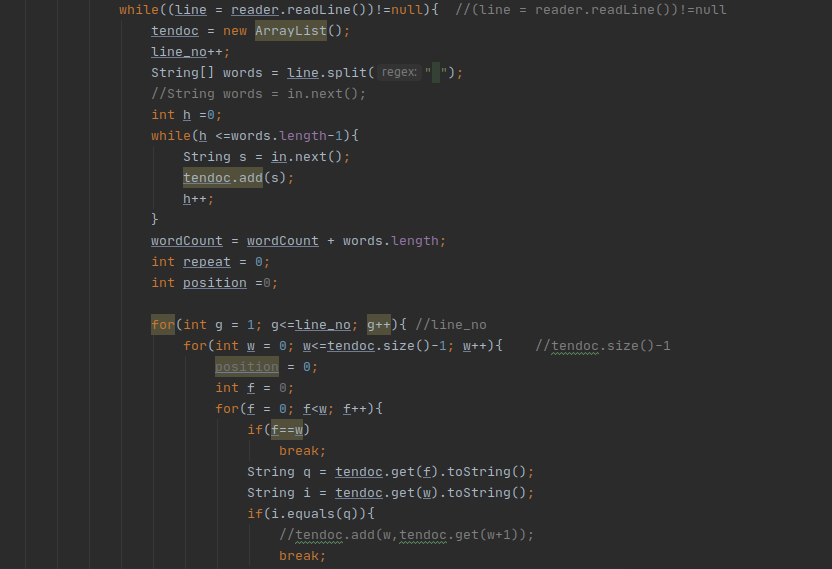 while((line = reader.readLine())!=null){  //(line = reader.readLine())!=null
tendoc = new ArrayList();
line_no++;
String[] words = line.split( regex: " ");
//String words = in.next();
int h =0;
while(h <=words.length-1){
String s = in.next();
tendoc.add(s);
h++;
}
wordCount = wordCount + words.length;
int repeat = 0;
int position =0;
for(int g = 1; g<=line_no; g++){ //line_no
for(int w = 0; w<=tendoc.size()-1; w++){    //tendoc.size()-1
position = 0;
int f = 0;
for(f = 0; f<w; f++){
if(f==w)
break;
String q = tendoc.get(f).toString();
String i = tendoc.get(w).toString();
if(i.equals(q)){
//tendoc.add(w,tendoc.get(w+1));
break;